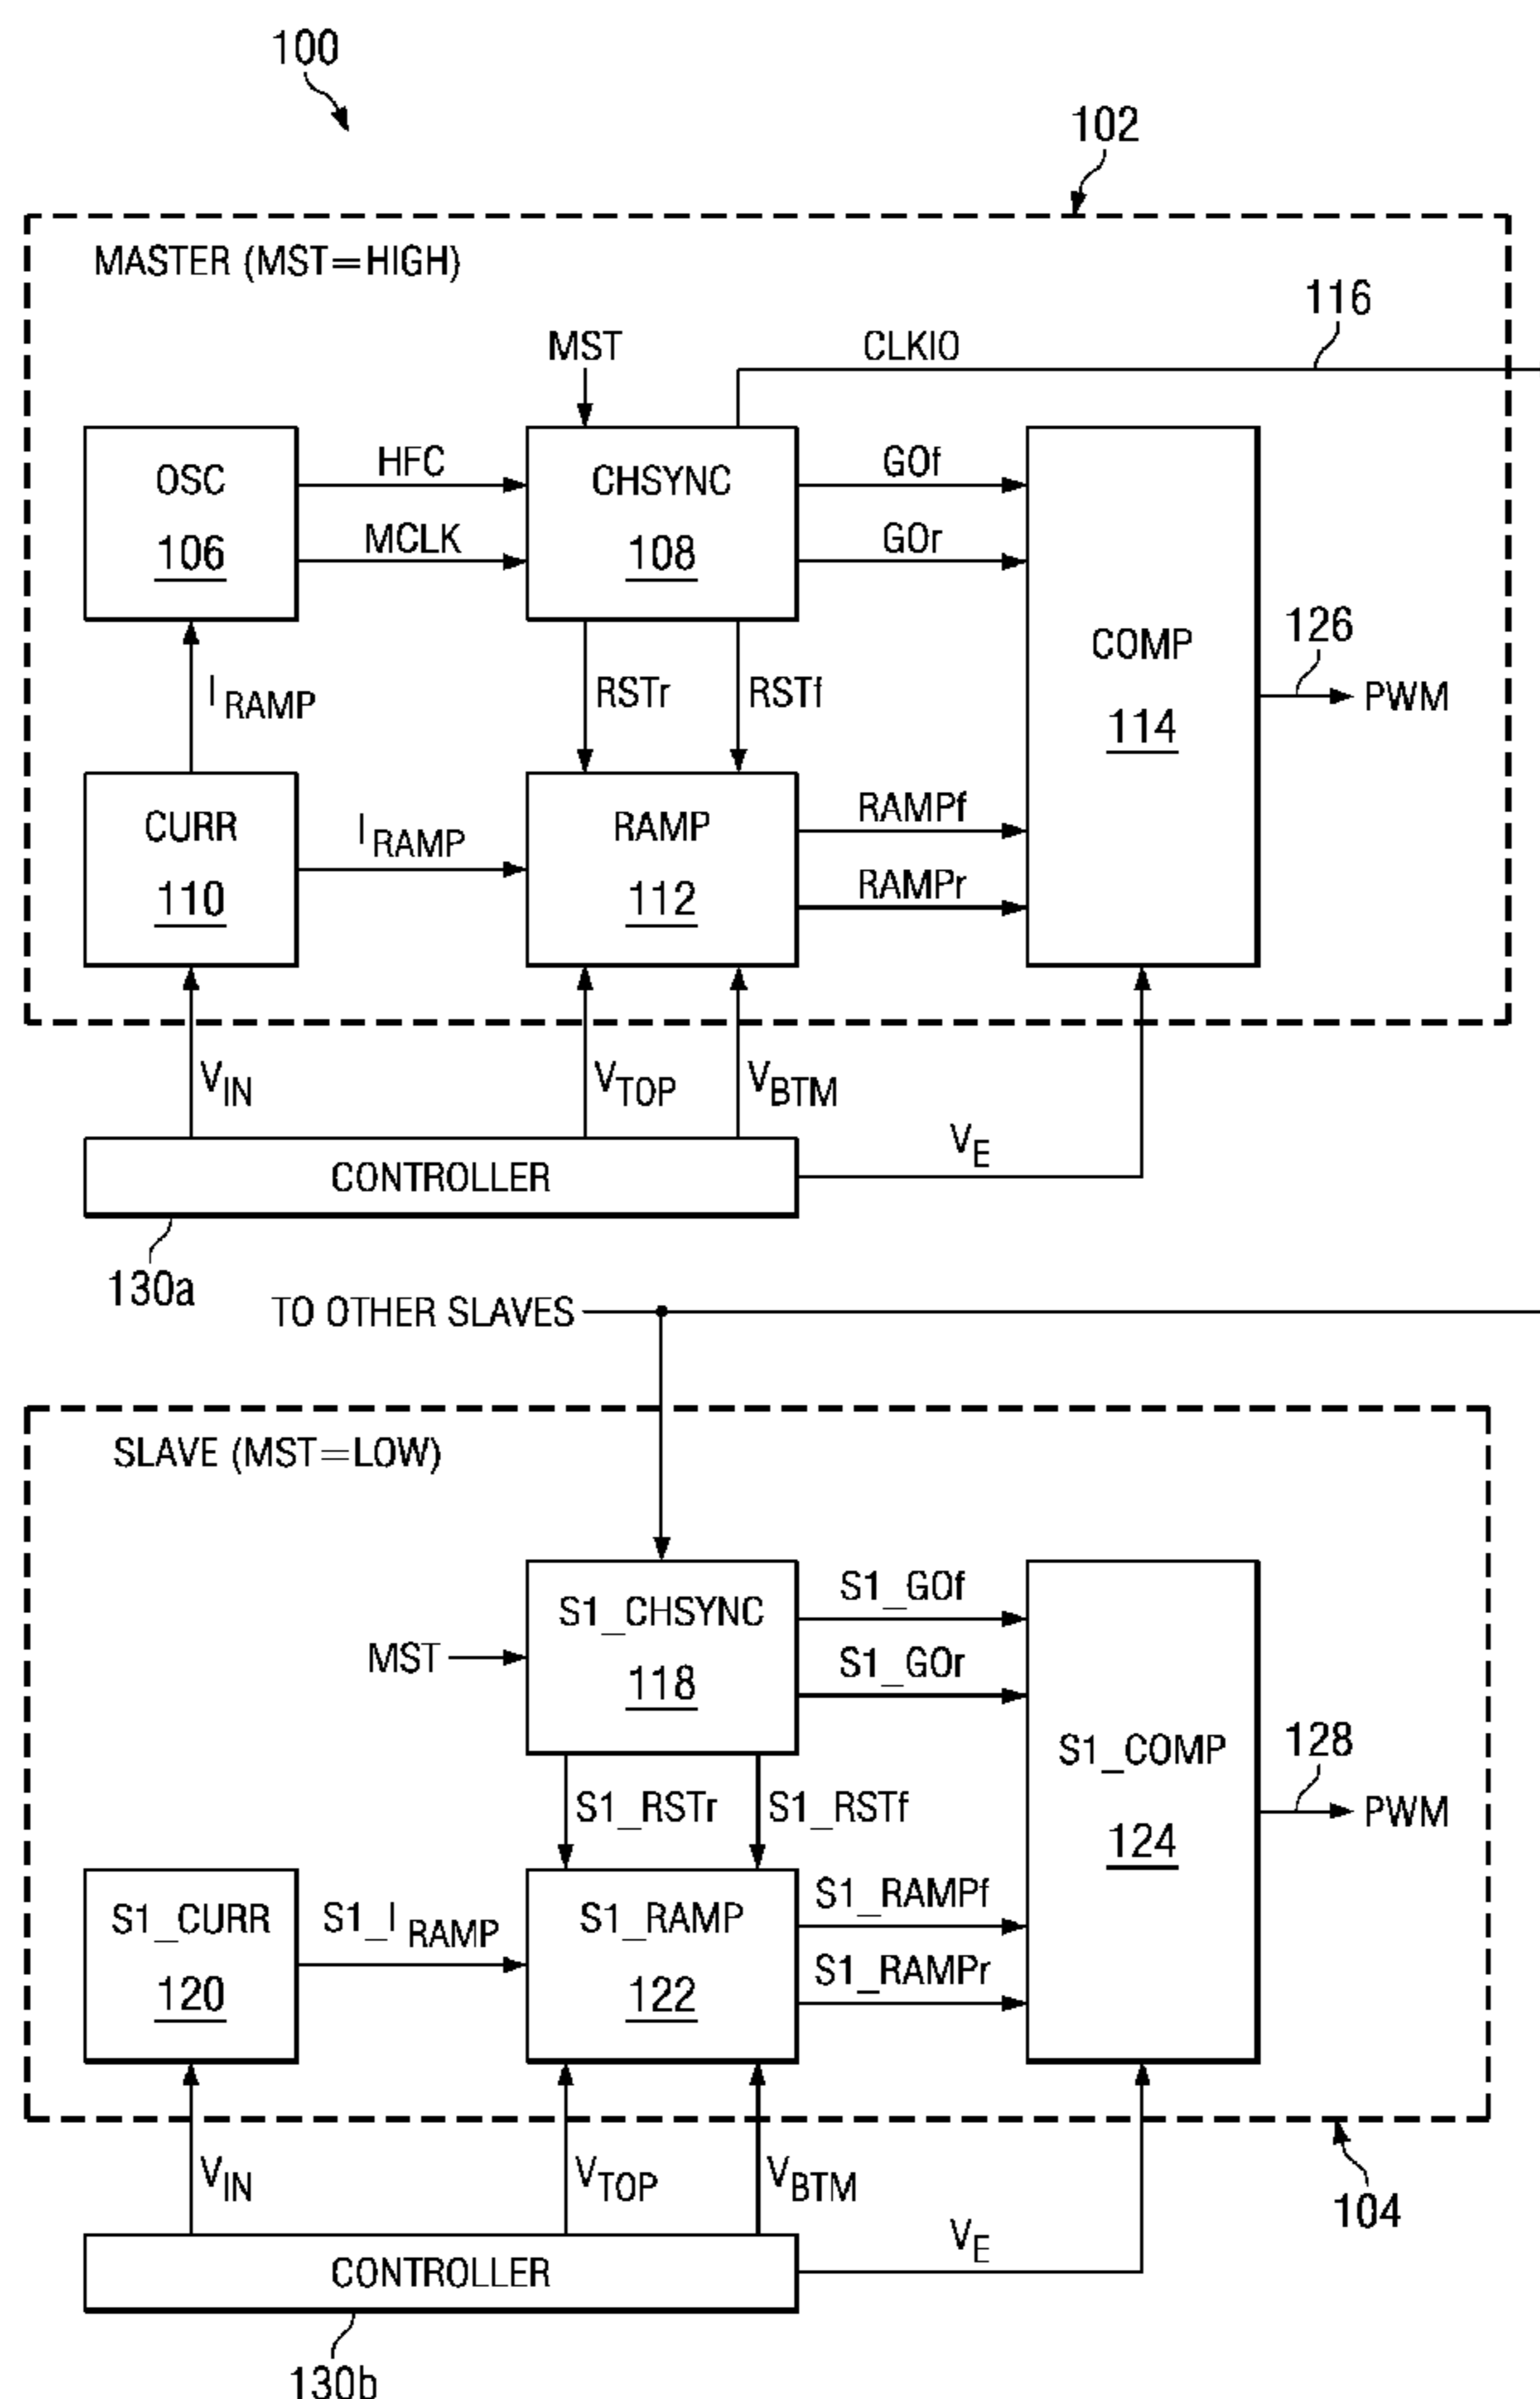 100
102
MASTER (MST=HIGH)
116
MST
CLKIO
OSC
106
HFC
MCLK
CHSYNC
108
GOf
GOr
COMP
114
126
PWM
I RAMP
RSTr
RSTf
CURR
110
I RAMP
RAMP
112
RAMPf
RAMPr
VIN
VTOP
VBTM
VE
CONTROLLER
130a
TO OTHER SLAVES
SLAVE (MST=LOW)
MST
S1_CHSYNC
118
S1_GOf
S1_GOr
S1_COMP
124
128
PWM
S1_RSTr
S1_RSTf
S1_CURR
120
S1_I RAMP
S1_RAMP
122
S1_RAMPf
S1_RAMPr
VIN
VTOP
VBTM
VE
104
CONTROLLER
130b